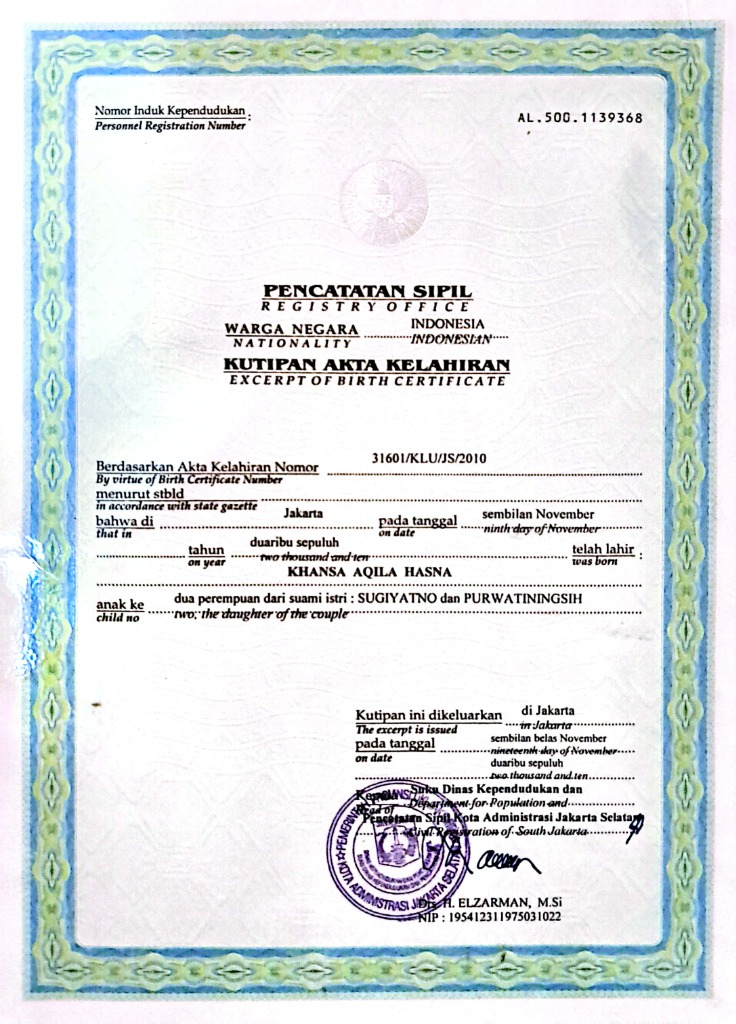 Nomor Induk Kependudukan :
Personnel Registration Number
AL.500.1139368
PENCATATAN SIPIL
REGISTRY OFFICE
WARGA NEGARA INDONESIA
NATIONALITY INDONESIAN
KUTIPAN AKTA KELAHIRAN
EXCERPT OF BIRTH CERTIFICATE
Berdasarkan Akta Kelahiran Nomor 31601/KLU/JS/2010
By virtue of Birth Certificate Number
menurut stbld
in accordance with state gazette
bahwa di Jakarta pada tanggal sembilan November
that in on date ninth day of November
tahun duaribu sepuluh telah lahir :
on year two thousand and ten was born
KHANSA AQILA HASNA
anak ke dua perempuan dari suami istri : SUGIYATNO dan PURWATININGSIH
child no two, the daughter of the couple
Kutipan ini dikeluarkan di Jakarta
The excerpt is issued in Jakarta
pada tanggal sembilan belas November
on date nineteenth day of November
duaribu sepuluh
two thousand and ten
Suku Dinas Kependudukan dan
Head of Department for Population and
Pencatatan Sipil Kota Administrasi Jakarta Selatan
Civil Registration of South Jakarta
KOTA ADMINISTRASI JAKARTA SELATAN
Drs. H. ELZARMAN, M.Si
NIP : 195412311975031022